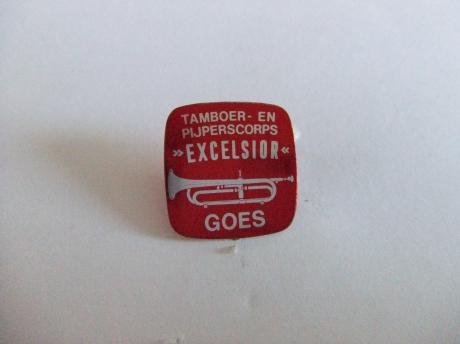 TAMBOER- EN
PIJPERSCORPS
»EXCELSIOR«
GOES